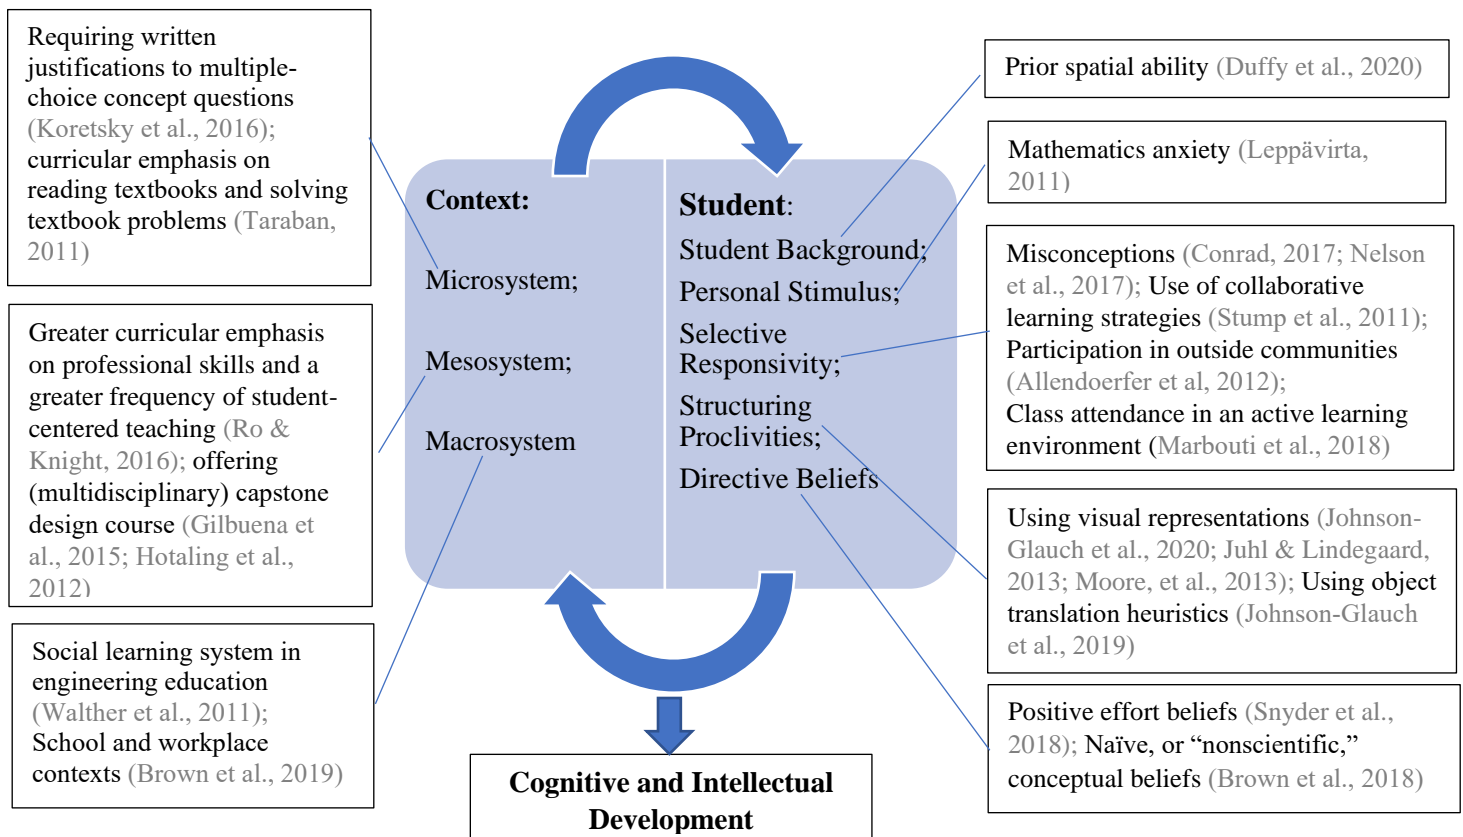 Requiring written
justifications to multiple-
choice concept questions
(Koretsky et al., 2016);
curricular emphasis on
reading textbooks and solving
textbook problems (Taraban,
2011)
Greater curricular emphasis
on professional skills and a
greater frequency of student-
centered teaching (Ro &
Knight, 2016); offering
(multidisciplinary) capstone
design course (Gilbuena et
al., 2015; Hotaling et al.,
2012)
Social learning system in
engineering education
(Walther et al., 2011);
School and workplace
contexts (Brown et al., 2019)
Context:
Microsystem;
Mesosystem;
Macrosystem
Student:
Student Background;
Personal Stimulus;
Selective
Responsivity;
Structuring
Proclivities;
Directive Beliefs
Cognitive and Intellectual
Development
Prior spatial ability (Duffy et al., 2020)
Mathematics anxiety (Leppävirta,
2011)
Misconceptions (Conrad, 2017; Nelson
et al., 2017); Use of collaborative
learning strategies (Stump et al., 2011);
Participation in outside communities
(Allendoerfer et al, 2012);
Class attendance in an active learning
environment (Marbouti et al., 2018)
Using visual representations (Johnson-
Glauch et al., 2020; Juhl & Lindegaard,
2013; Moore, et al., 2013); Using object
translation heuristics (Johnson-Glauch
et al., 2019)
Positive effort beliefs (Snyder et al.,
2018); Naïve, or “nonscientific,”
conceptual beliefs (Brown et al., 2018)